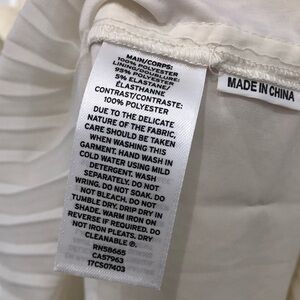 MAIN/CORPS:
100% POLYESTER
LINING/DOUBLURE:
95% POLYESTER
5% ELASTANE/
ÉLASTHANNE
CONTRAST/CONTRASTE:
100% POLYESTER
DUE TO THE DELICATE
NATURE OF THE FABRIC,
CARE SHOULD BE TAKEN
WHEN WASHING THIS
GARMENT. HAND WASH IN
COLD WATER USING MILD
DETERGENT. WASH
SEPARATELY. DO NOT
WRING. DO NOT SOAK. DO
NOT BLEACH. DO NOT
TUMBLE DRY. DRIP DRY IN
SHADE. WARM IRON ON
REVERSE IF REQUIRED. DO
NOT IRON PLEATS. DRY
CLEANABLE Ⓟ.
RN58665
CA57963
17CS07403
MADE IN CHINA